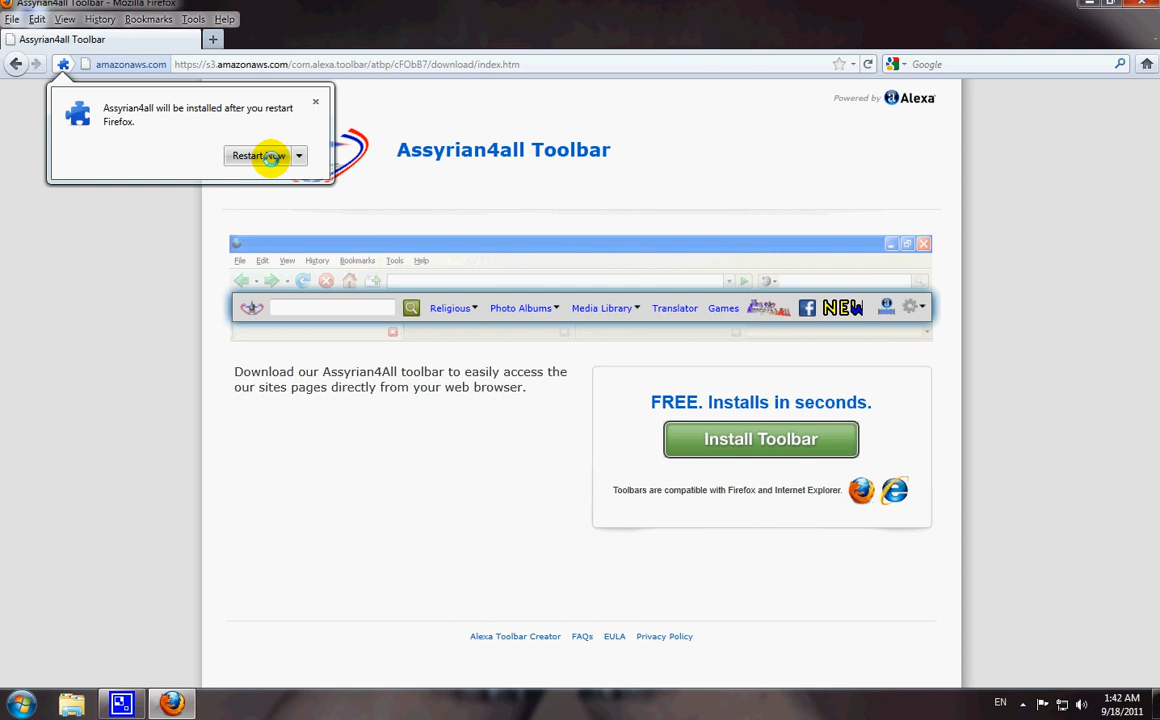 Assyrian4all Toolbar - Mozilla Firefox
File Edit View History Bookmarks Tools Help
Assyrian4all Toolbar
amazonaws.com https://s3.amazonaws.com/com.alexa.toolbar/atbp/cFObB7/download/index.htm Google
Assyrian4all will be installed after you restart
Firefox.
Restart Now
Powered by Alexa
Assyrian4all Toolbar
File Edit View History Bookmarks Tools Help
Religious Photo Albums Media Library Translator Games NEW
Download our Assyrian4All toolbar to easily access the
our sites pages directly from your web browser.
FREE. Installs in seconds.
Install Toolbar
Toolbars are compatible with Firefox and Internet Explorer.
Alexa Toolbar Creator FAQs EULA Privacy Policy
EN
1:42 AM
9/18/2011